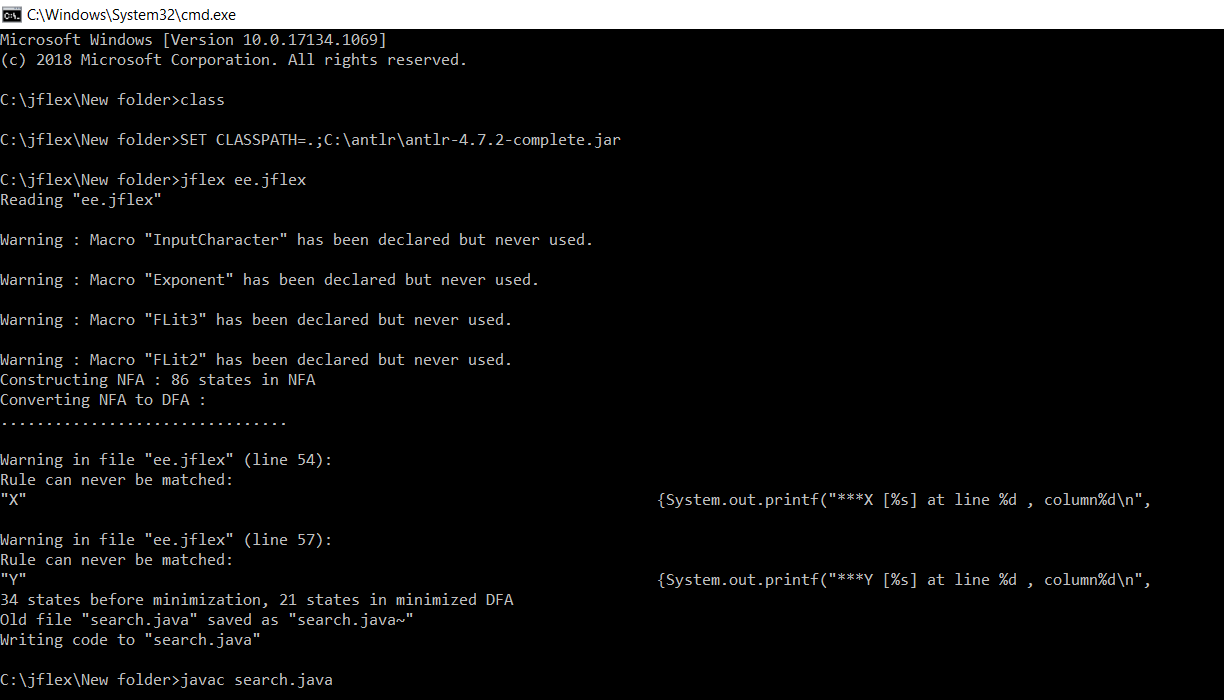 C:\Windows\System32\cmd.exe
Microsoft Windows [Version 10.0.17134.1069]
(c) 2018 Microsoft Corporation. All rights reserved.
C:\jflex\New folder>class
C:\jflex\New folder>SET CLASSPATH=.;C:\antlr\antlr-4.7.2-complete.jar
C:\jflex\New folder>jflex ee.jflex
Reading "ee.jflex"
Warning : Macro "InputCharacter" has been declared but never used.
Warning : Macro "Exponent" has been declared but never used.
Warning : Macro "FLit3" has been declared but never used.
Warning : Macro "FLit2" has been declared but never used.
Constructing NFA : 86 states in NFA
Converting NFA to DFA :
................................
Warning in file "ee.jflex" (line 54):
Rule can never be matched:
"X" {System.out.printf("***X [%s] at line %d , column%d\n",
Warning in file "ee.jflex" (line 57):
Rule can never be matched:
"Y" {System.out.printf("***Y [%s] at line %d , column%d\n",
34 states before minimization, 21 states in minimized DFA
Old file "search.java" saved as "search.java~"
Writing code to "search.java"
C:\jflex\New folder>javac search.java